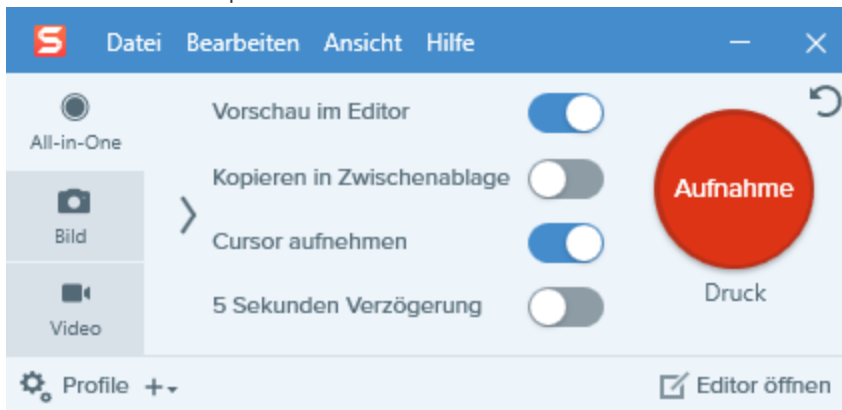 S Datei Bearbeiten Ansicht Hilfe
All-in-One
Bild
Video
Vorschau im Editor
Kopieren in Zwischenablage
Cursor aufnehmen
5 Sekunden Verzögerung
Aufnahme
Druck
Profile
Editor öffnen